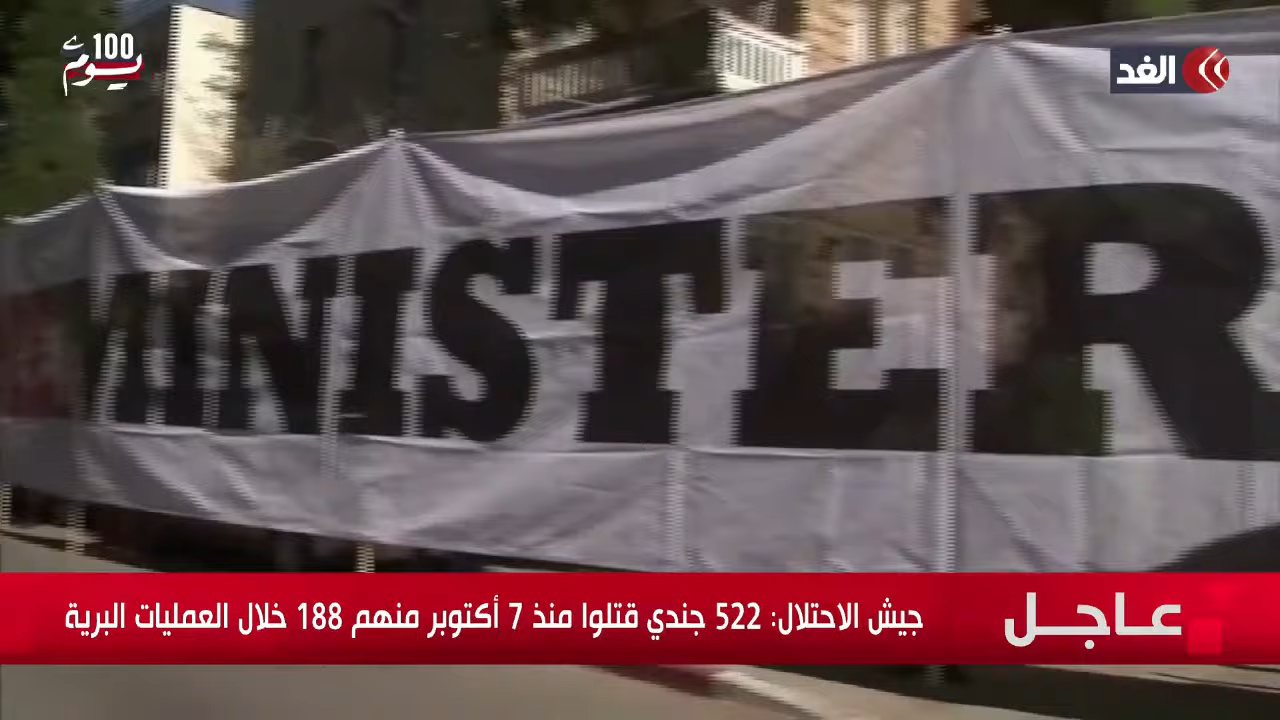 100 يوم
الغد
MINISTER
عاجل
جيش الاحتلال: 522 جندي قتلوا منذ 7 أكتوبر منهم 188 خلال العمليات البرية